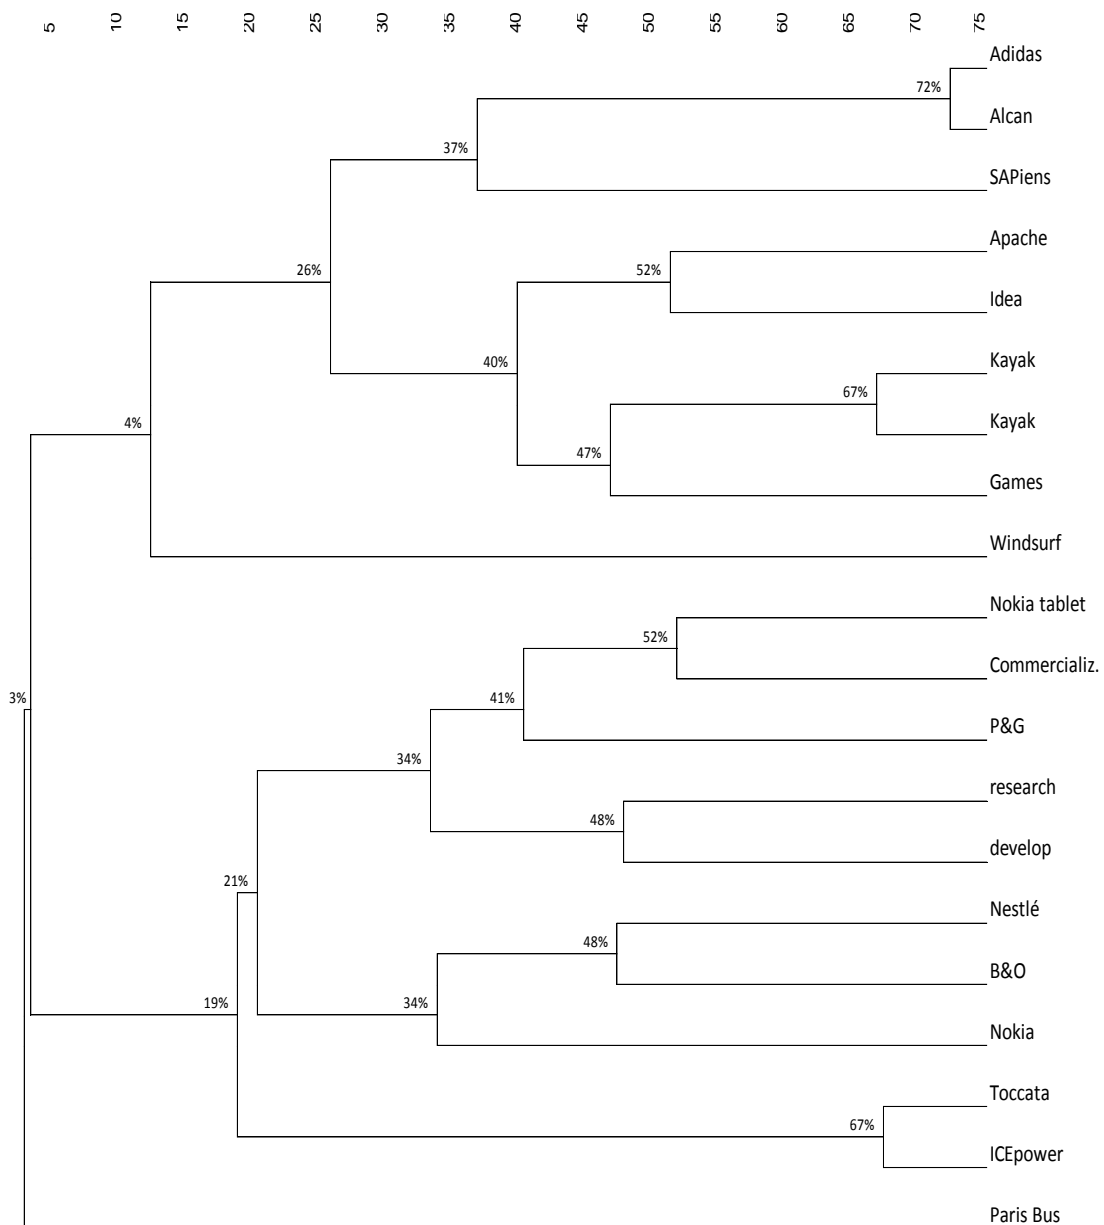 5 10 15 20 25 30 35 40 45 50 55 60 65 70 75
Adidas
72%
Alcan
37%
SAPiens
Apache
26%
52%
Idea
Kayak
40%
67%
Kayak
4%
47%
Games
Windsurf
Nokia tablet
52%
Commercializ.
3%
41%
P&G
34%
research
48%
develop
21%
Nestlé
48%
B&O
19%
34%
Nokia
Toccata
67%
ICEpower
Paris Bus